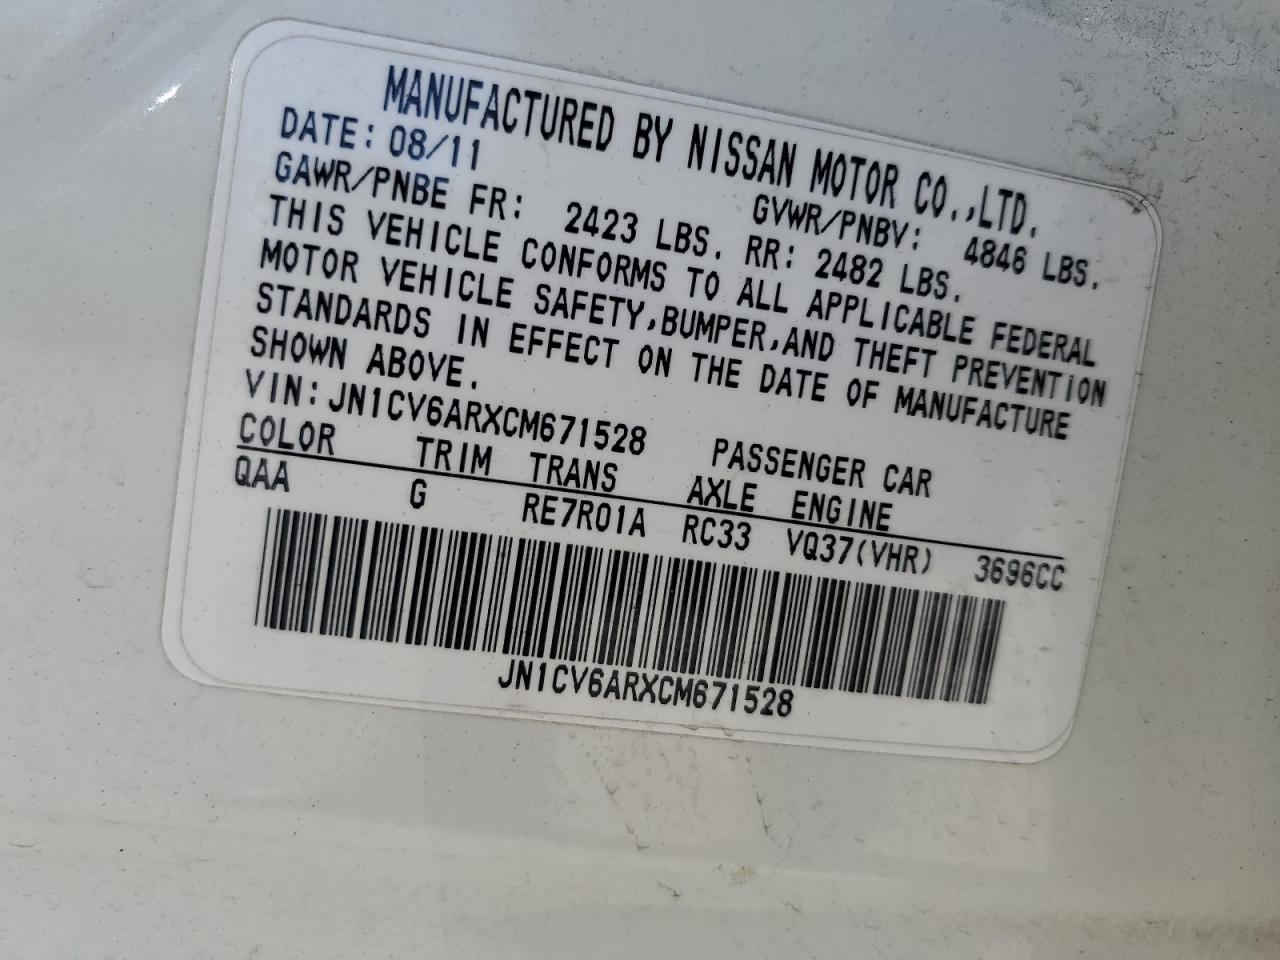 MANUFACTURED BY NISSAN MOTOR CO.,LTD.
DATE: 08/11 GVWR/PNBV: 4846 LBS.
GAWR/PNBE FR: 2423 LBS. RR: 2482 LBS.
THIS VEHICLE CONFORMS TO ALL APPLICABLE FEDERAL
MOTOR VEHICLE SAFETY,BUMPER,AND THEFT PREVENTION
STANDARDS IN EFFECT ON THE DATE OF MANUFACTURE
SHOWN ABOVE.
VIN:JN1CV6ARXCM671528 PASSENGER CAR
COLOR TRIM TRANS AXLE ENGINE
QAA G RE7R01A RC33 VQ37(VHR) 3696CC
JN1CV6ARXCM671528